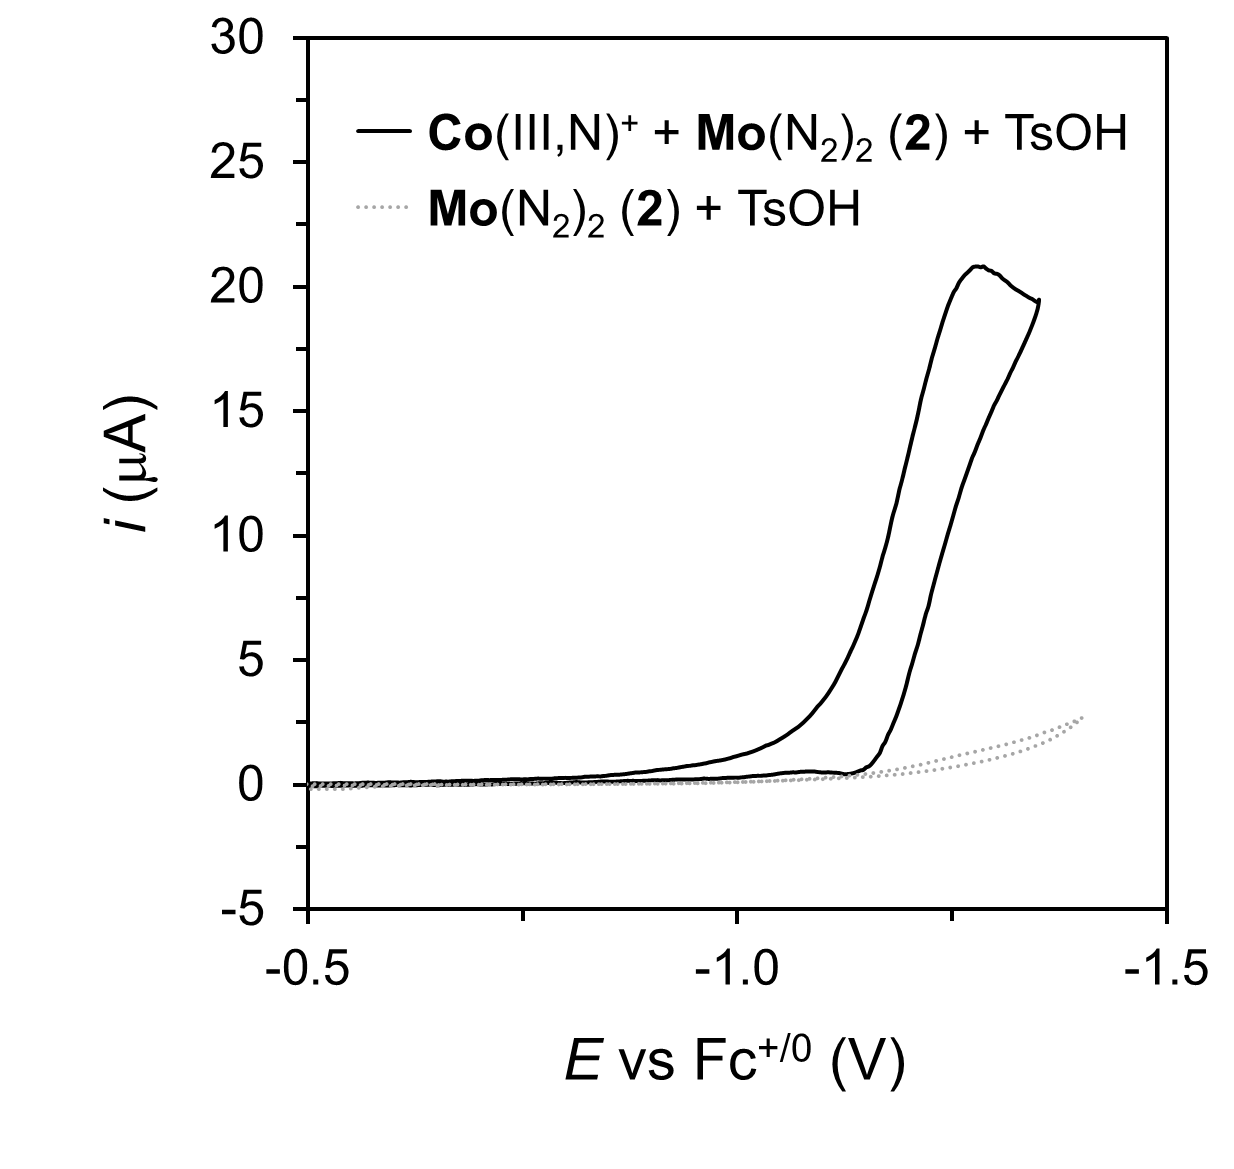 30
25
20
15
10
5
0
-5
i (μA)
Co(III,N)⁺ + Mo(N₂)₂ (2) + TsOH
Mo(N₂)₂ (2) + TsOH
-0.5 -1.0 -1.5
E vs Fc⁺/⁰ (V)